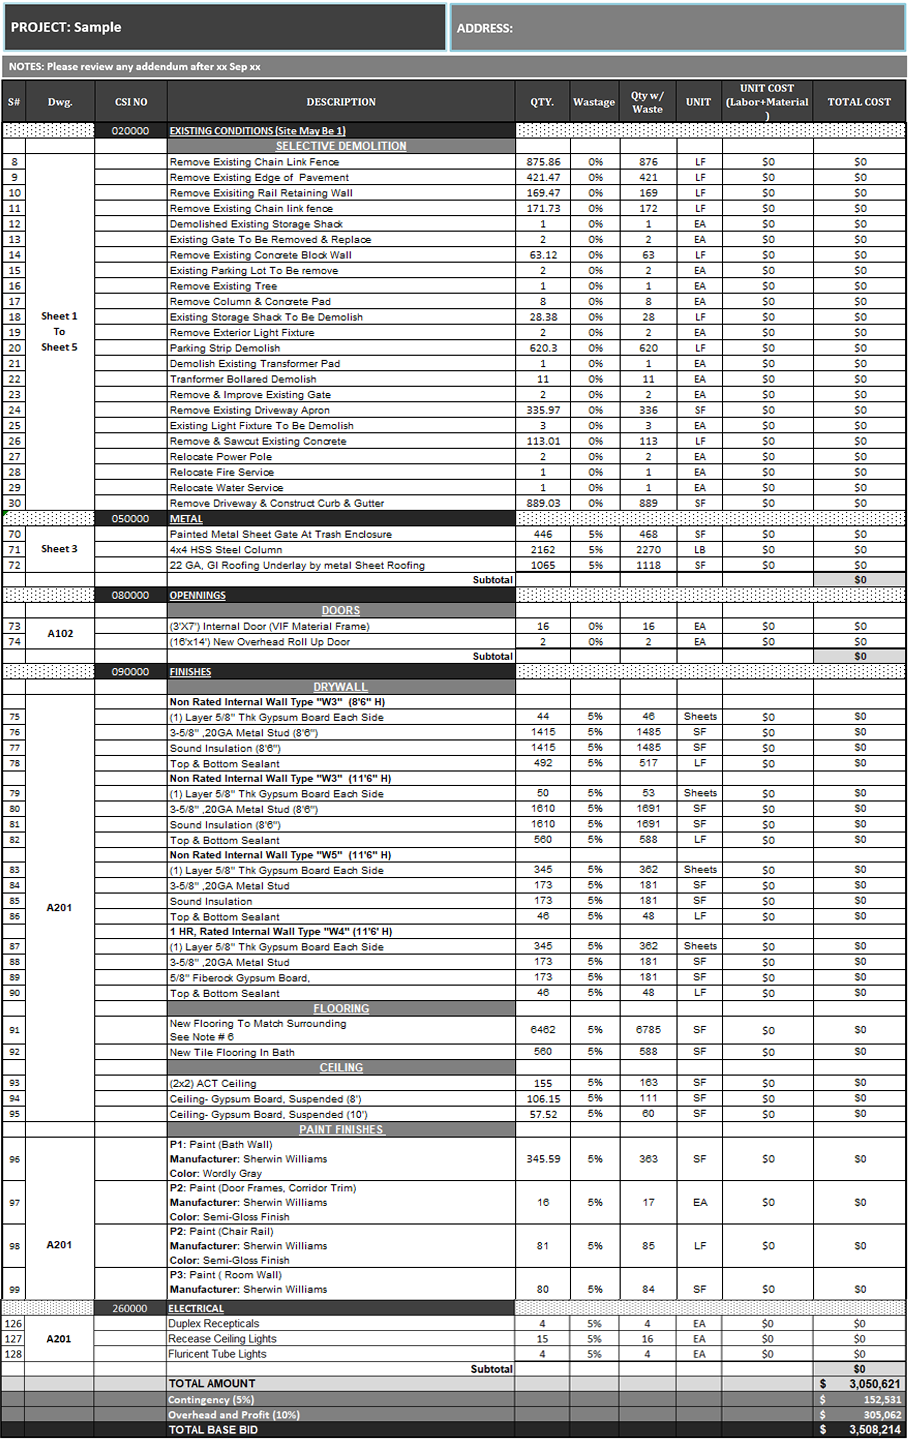 PROJECT: Sample
ADDRESS:
NOTES: Please review any addendum after xx Sep xx
S# Dwg. CSI NO DESCRIPTION QTY. Wastage Qty w/ Waste UNIT UNIT COST (Labor+Material) TOTAL COST
020000 EXISTING CONDITIONS (Site May Be 1)
SELECTIVE DEMOLITION
Sheet 1 To Sheet 5
8 Remove Existing Chain Link Fence 875.86 0% 876 LF $0 $0
9 Remove Existing Edge of Pavement 421.47 0% 421 LF $0 $0
10 Remove Exisiting Rail Retaining Wall 169.47 0% 169 LF $0 $0
11 Remove Existing Chain link fence 171.73 0% 172 LF $0 $0
12 Demolished Existing Storage Shack 1 0% 1 EA $0 $0
13 Existing Gate To Be Removed & Replace 2 0% 2 EA $0 $0
14 Remove Existing Concrete Block Wall 63.12 0% 63 LF $0 $0
15 Existing Parking Lot To Be remove 2 0% 2 EA $0 $0
16 Remove Existing Tree 1 0% 1 EA $0 $0
17 Remove Column & Concrete Pad 8 0% 8 EA $0 $0
18 Existing Storage Shack To Be Demolish 28.38 0% 28 LF $0 $0
19 Remove Exterior Light Fixture 2 0% 2 EA $0 $0
20 Parking Strip Demolish 620.3 0% 620 LF $0 $0
21 Demolish Existing Transformer Pad 1 0% 1 EA $0 $0
22 Tranformer Bollared Demolish 11 0% 11 EA $0 $0
23 Remove & Improve Existing Gate 2 0% 2 EA $0 $0
24 Remove Existing Driveway Apron 335.97 0% 336 SF $0 $0
25 Existing Light Fixture To Be Demolish 3 0% 3 EA $0 $0
26 Remove & Sawcut Existing Concrete 113.01 0% 113 LF $0 $0
27 Relocate Power Pole 2 0% 2 EA $0 $0
28 Relocate Fire Service 1 0% 1 EA $0 $0
29 Relocate Water Service 1 0% 1 EA $0 $0
30 Remove Driveway & Construct Curb & Gutter 889.03 0% 889 SF $0 $0
050000 METAL
Sheet 3
70 Painted Metal Sheet Gate At Trash Enclosure 446 5% 468 SF $0 $0
71 4x4 HSS Steel Column 2162 5% 2270 LB $0 $0
72 22 GA, GI Roofing Underlay by metal Sheet Roofing 1065 5% 1118 SF $0 $0
Subtotal $0
080000 OPENNINGS
DOORS
A102
73 (3'X7') Internal Door (VIF Material Frame) 16 0% 16 EA $0 $0
74 (16'x14') New Overhead Roll Up Door 2 0% 2 EA $0 $0
Subtotal $0
090000 FINISHES
DRYWALL
A201
Non Rated Internal Wall Type "W3" (8'6" H)
75 (1) Layer 5/8" Thk Gypsum Board Each Side 44 5% 46 Sheets $0 $0
76 3-5/8" ,20GA Metal Stud (8'6") 1415 5% 1485 SF $0 $0
77 Sound Insulation (8'6") 1415 5% 1485 SF $0 $0
78 Top & Bottom Sealant 492 5% 517 LF $0 $0
Non Rated Internal Wall Type "W3" (11'6" H)
79 (1) Layer 5/8" Thk Gypsum Board Each Side 50 5% 53 Sheets $0 $0
80 3-5/8" ,20GA Metal Stud (8'6") 1610 5% 1691 SF $0 $0
81 Sound Insulation (8'6") 1610 5% 1691 SF $0 $0
82 Top & Bottom Sealant 560 5% 588 LF $0 $0
Non Rated Internal Wall Type "W5" (11'6" H)
83 (1) Layer 5/8" Thk Gypsum Board Each Side 345 5% 362 Sheets $0 $0
84 3-5/8" ,20GA Metal Stud 173 5% 181 SF $0 $0
85 Sound Insulation 173 5% 181 SF $0 $0
86 Top & Bottom Sealant 46 5% 48 LF $0 $0
1 HR, Rated Internal Wall Type "W4" (11'6' H)
87 (1) Layer 5/8" Thk Gypsum Board Each Side 345 5% 362 Sheets $0 $0
88 3-5/8" ,20GA Metal Stud 173 5% 181 SF $0 $0
89 5/8" Fiberock Gypsum Board, 173 5% 181 SF $0 $0
90 Top & Bottom Sealant 46 5% 48 LF $0 $0
FLOORING
91 New Flooring To Match Surrounding 6462 5% 6785 SF $0 $0
See Note # 6
92 New Tile Flooring In Bath 560 5% 588 SF $0 $0
CEILING
93 (2x2) ACT Ceiling 155 5% 163 SF $0 $0
94 Ceiling- Gypsum Board, Suspended (8') 106.15 5% 111 SF $0 $0
95 Ceiling- Gypsum Board, Suspended (10') 57.52 5% 60 SF $0 $0
PAINT FINISHES
A201
P1: Paint (Bath Wall)
96 Manufacturer: Sherwin Williams 345.59 5% 363 SF $0 $0
Color: Wordly Gray
P2: Paint (Door Frames, Corridor Trim)
97 Manufacturer: Sherwin Williams 16 5% 17 EA $0 $0
Color: Semi-Gloss Finish
P2: Paint (Chair Rail)
98 Manufacturer: Sherwin Williams 81 5% 85 LF $0 $0
Color: Semi-Gloss Finish
P3: Paint ( Room Wall)
99 Manufacturer: Sherwin Williams 80 5% 84 SF $0 $0
260000 ELECTRICAL
A201
126 Duplex Recepticals 4 5% 4 EA $0 $0
127 Recease Ceiling Lights 15 5% 16 EA $0 $0
128 Fluricent Tube Lights 4 5% 4 EA $0 $0
Subtotal $0
TOTAL AMOUNT $ 3,050,621
Contingency (5%) $ 152,531
Overhead and Profit (10%) $ 305,062
TOTAL BASE BID $ 3,508,214